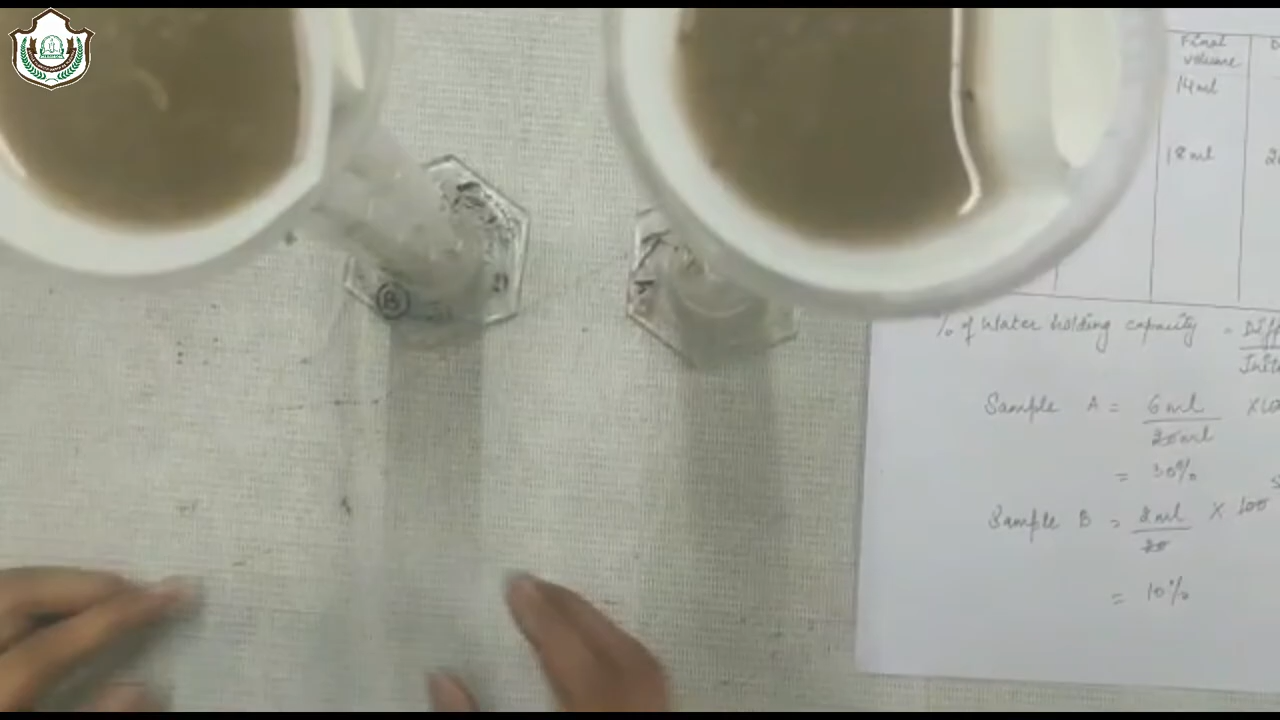 Final
volume
14ml
18ml
% of Water holding capacity =
Sample A = 6ml
20ml
= 30%
Sample B = 2ml X 100
20
= 10%
B